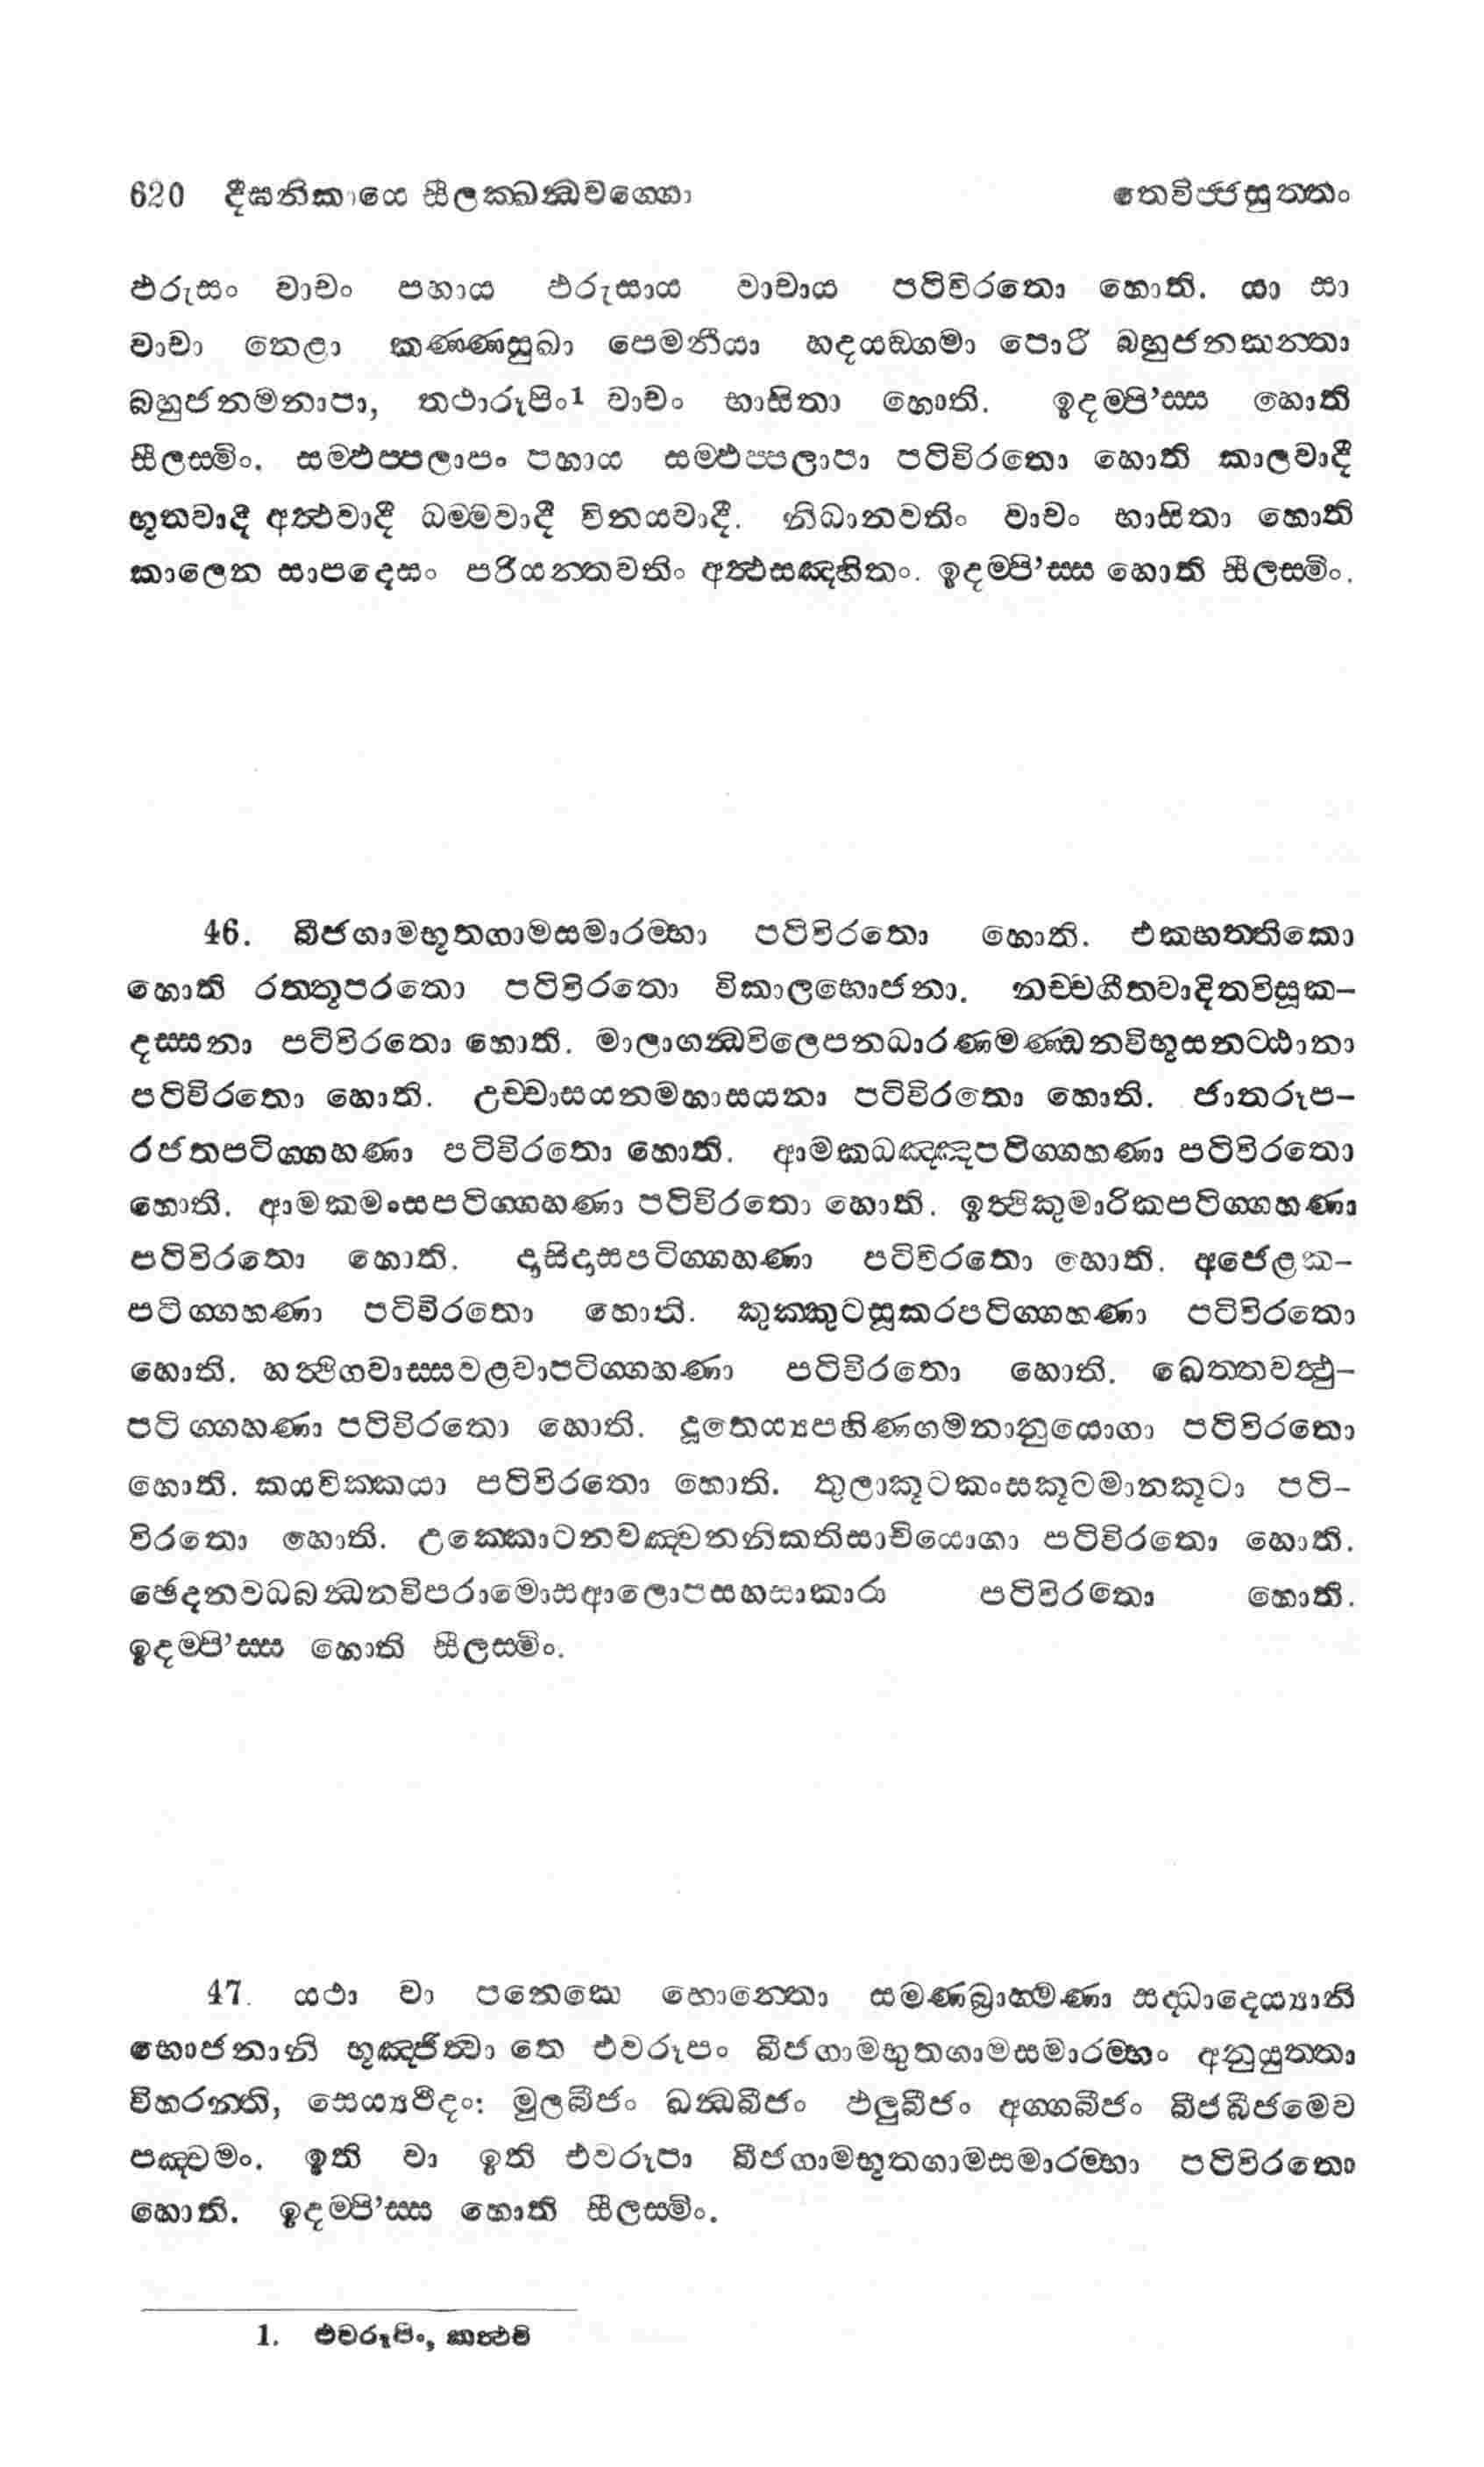 620 දීඝනිකායෙ සීලක්ඛන්ධවග්ගො තෙවිජ්ජසුත්තං
ඵරුසං වාචං පහාය ඵරුසාය වාචාය පටිවිරතො හොති. යා සා
වාචා නෙළා කණ්ණසුඛා පෙමනීයා හදයඞ්ගමා පොරී බහුජනකන්තා
බහුජනමනාපා, තථාරූපිං1 වාචං භාසිතා හොති. ඉදම්පි’ස්ස හොති
සීලස්මිං. සම්ඵප්පලාපං පහාය සම්ඵප්පලාපා පටිවිරතො හොති කාලවාදී
භූතවාදී අත්ථවාදී ධම්මවාදී විනයවාදී. නිධානවතිං වාචං භාසිතා හොති
කාලෙන සාපදෙසං පරියන්තවතිං අත්ථසඤ්හිතං. ඉදම්පි’ස්ස හොති සීලස්මිං.
46. බීජගාමභූතගාමසමාරම්භා පටිවිරතො හොති. එකභත්තිකො
හොති රත්තූපරතො පටිවිරතො විකාලභොජනා. නච්චගීතවාදිතවිසූක-
දස්සනා පටිවිරතො හොති. මාලාගන්ධවිලෙපනධාරණමණ්ඩනවිභූසනට්ඨානා
පටිවිරතො හොති. උච්චාසයනමහාසයනා පටිවිරතො හොති. ජාතරූප-
රජතපටිග්ගහණා පටිවිරතො හොති. ආමකධඤ්ඤපටිග්ගහණා පටිවිරතො
හොති. ආමකමංසපටිග්ගහණා පටිවිරතො හොති. ඉත්ථිකුමාරිකපටිග්ගහණා
පටිවිරතො හොති. දාසිදාසපටිග්ගහණා පටිවිරතො හොති. අජෙළක-
පටිග්ගහණා පටිවිරතො හොති. කුක්කුටසූකරපටිග්ගහණා පටිවිරතො
හොති. හත්ථිගවාස්සවළවාපටිග්ගහණා පටිවිරතො හොති. ඛෙත්තවත්ථු-
පටිග්ගහණා පටිවිරතො හොති. දූතෙය්‍යපහිණගමනානුයොගා පටිවිරතො
හොති. කයවික්කයා පටිවිරතො හොති. තුලාකූටකංසකූටමානකූටා පටි-
විරතො හොති. උක්කොටනවඤ්චනනිකතිසාචියොගා පටිවිරතො හොති.
ඡෙදනවධබන්ධනවිපරාමොසආලොපසහසාකාරා පටිවිරතො හොති.
ඉදම්පි’ස්ස හොති සීලස්මිං.
47. යථා වා පනෙකෙ භොන්තො සමණබ්‍රාහ්මණා සද්ධාදෙය්‍යානි
භොජනානි භූඤ්ජිත්වා තෙ එවරූපං බීජගාමභූතගාමසමාරම්භං අනුයුත්තා
විහරන්ති, සෙය්‍යථීදං: මූලබීජං ඛන්ධබීජං ඵලුබීජං අග්ගබීජං බීජබීජමෙව
පඤ්චමං. ඉති වා ඉති එවරූපා බීජගාමභූතගාමසමාරම්භා පටිවිරතො
හොති. ඉදම්පි’ස්ස හොති සීලස්මිං.
1. එවරූපිං, කත්ථචි